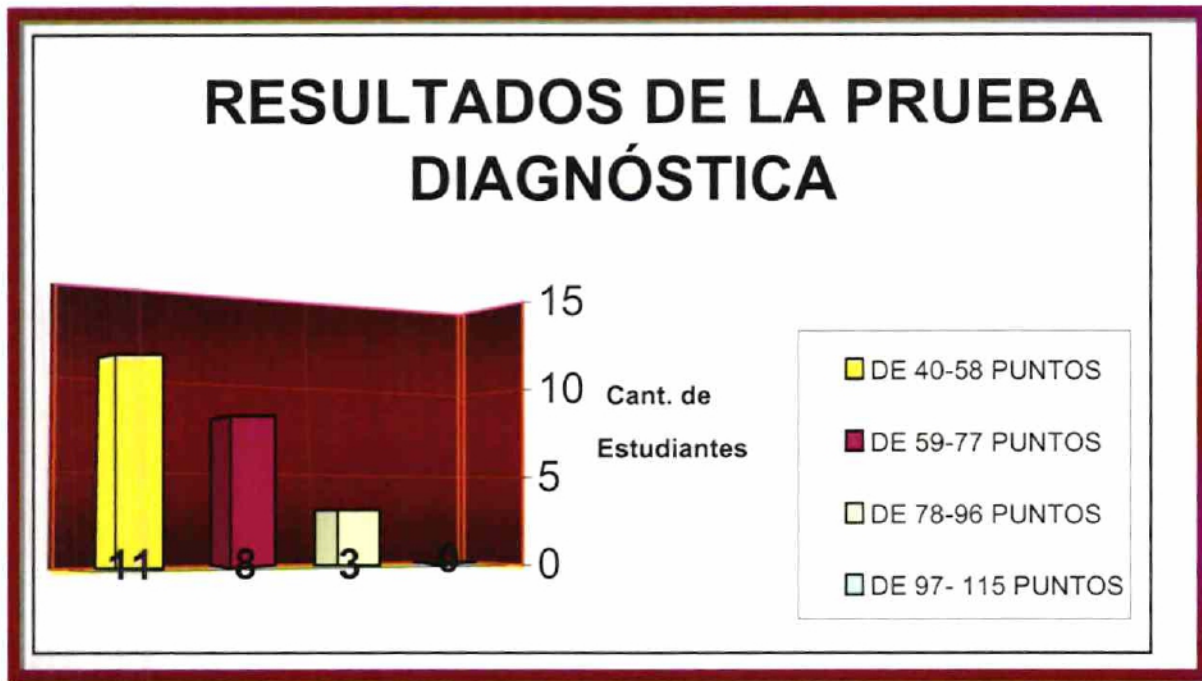 RESULTADOS DE LA PRUEBA
DIAGNÓSTICA
15
10
5
0
Cant. de
Estudiantes
11
8
3
0
DE 40-58 PUNTOS
DE 59-77 PUNTOS
DE 78-96 PUNTOS
DE 97- 115 PUNTOS